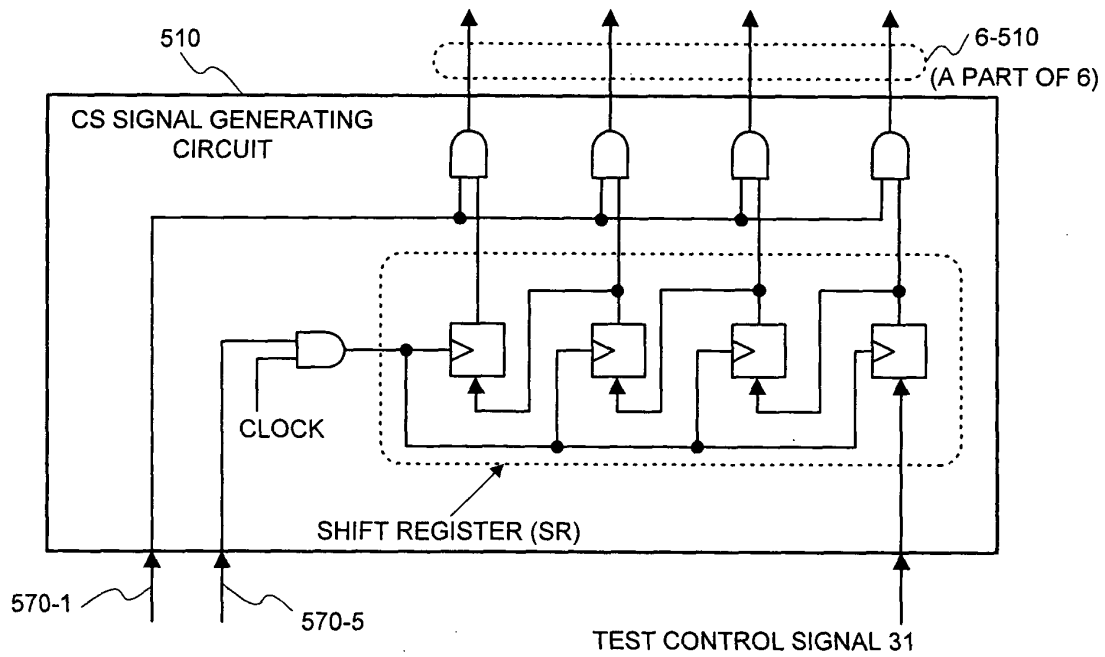 510
6-510
(A PART OF 6)
CS SIGNAL GENERATING
CIRCUIT
CLOCK
SHIFT REGISTER (SR)
570-1
570-5
TEST CONTROL SIGNAL 31